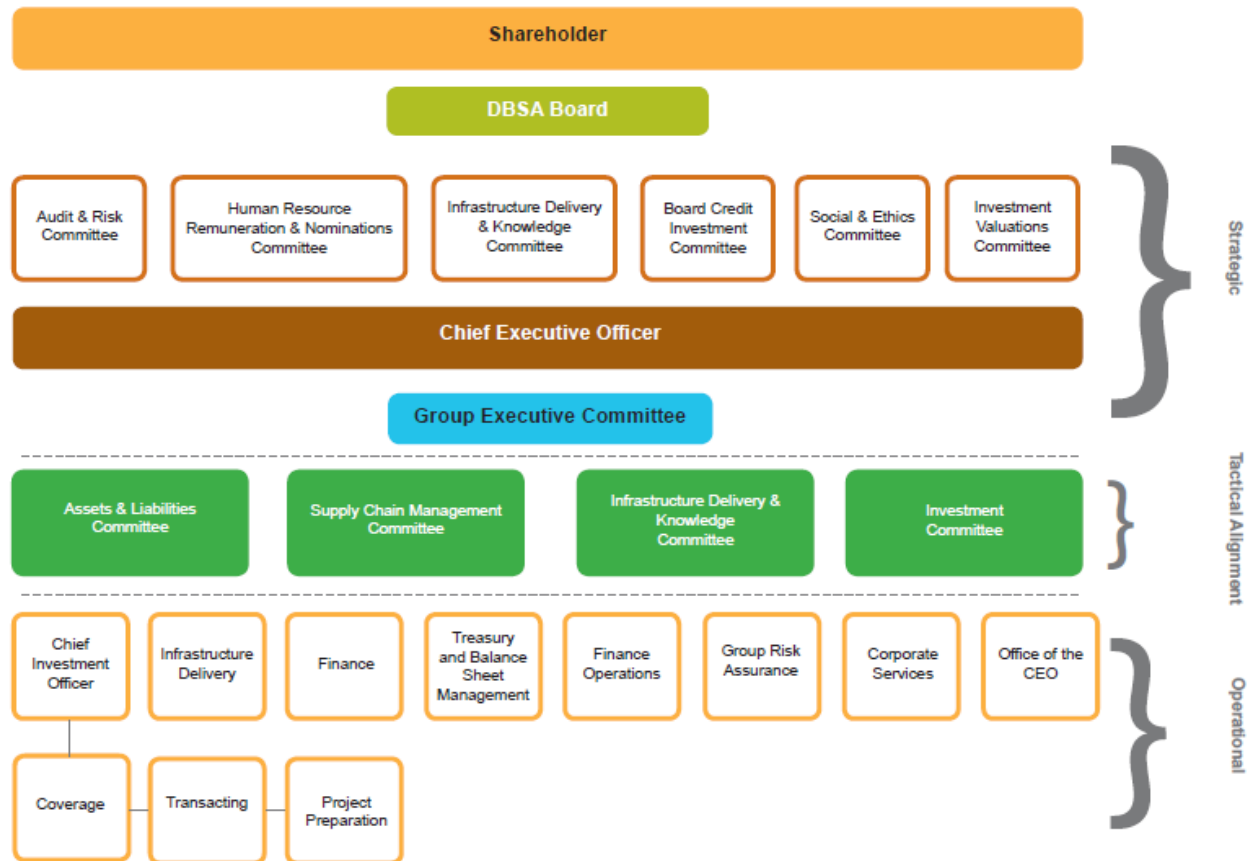 Shareholder
DBSA Board
Audit & Risk
Committee
Human Resource
Remuneration & Nominations
Committee
Infrastructure Delivery
& Knowledge
Committee
Board Credit
Investment
Committee
Social & Ethics
Committee
Investment
Valuations
Committee
Strategic
Chief Executive Officer
Group Executive Committee
Assets & Liabilities
Committee
Supply Chain Management
Committee
Infrastructure Delivery &
Knowledge
Committee
Investment
Committee
Tactical Alignment
Chief
Investment
Officer
Infrastructure
Delivery
Finance
Treasury
and Balance
Sheet
Management
Finance
Operations
Group Risk
Assurance
Corporate
Services
Office of the
CEO
Operational
Coverage
Transacting
Project
Preparation